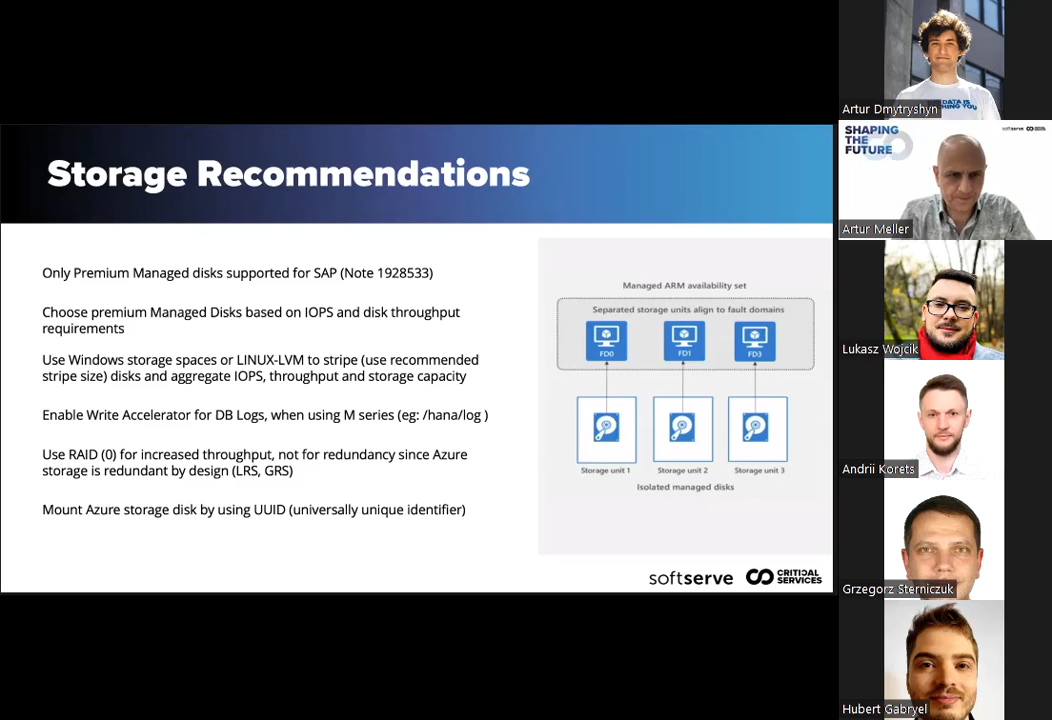 Storage Recommendations
Only Premium Managed disks supported for SAP (Note 1928533)
Choose premium Managed Disks based on IOPS and disk throughput
requirements
Use Windows storage spaces or LINUX-LVM to stripe (use recommended
stripe size) disks and aggregate IOPS, throughput and storage capacity
Enable Write Accelerator for DB Logs, when using M series (eg: /hana/log )
Use RAID (0) for increased throughput, not for redundancy since Azure
storage is redundant by design (LRS, GRS)
Mount Azure storage disk by using UUID (universally unique identifier)
Managed ARM availability set
Separated storage units align to fault domains
FD0 FD1 FD3
Storage unit 1 Storage unit 2 Storage unit 3
Isolated managed disks
softserve CRITICAL
SERVICES
DATA IS
Artur Dmytryshyn
SHAPING
THE
FUTURE
softserve
Artur Meller
Lukasz Wojcik
Andrii Korets
Grzegorz Sterniczuk
Hubert Gabryel